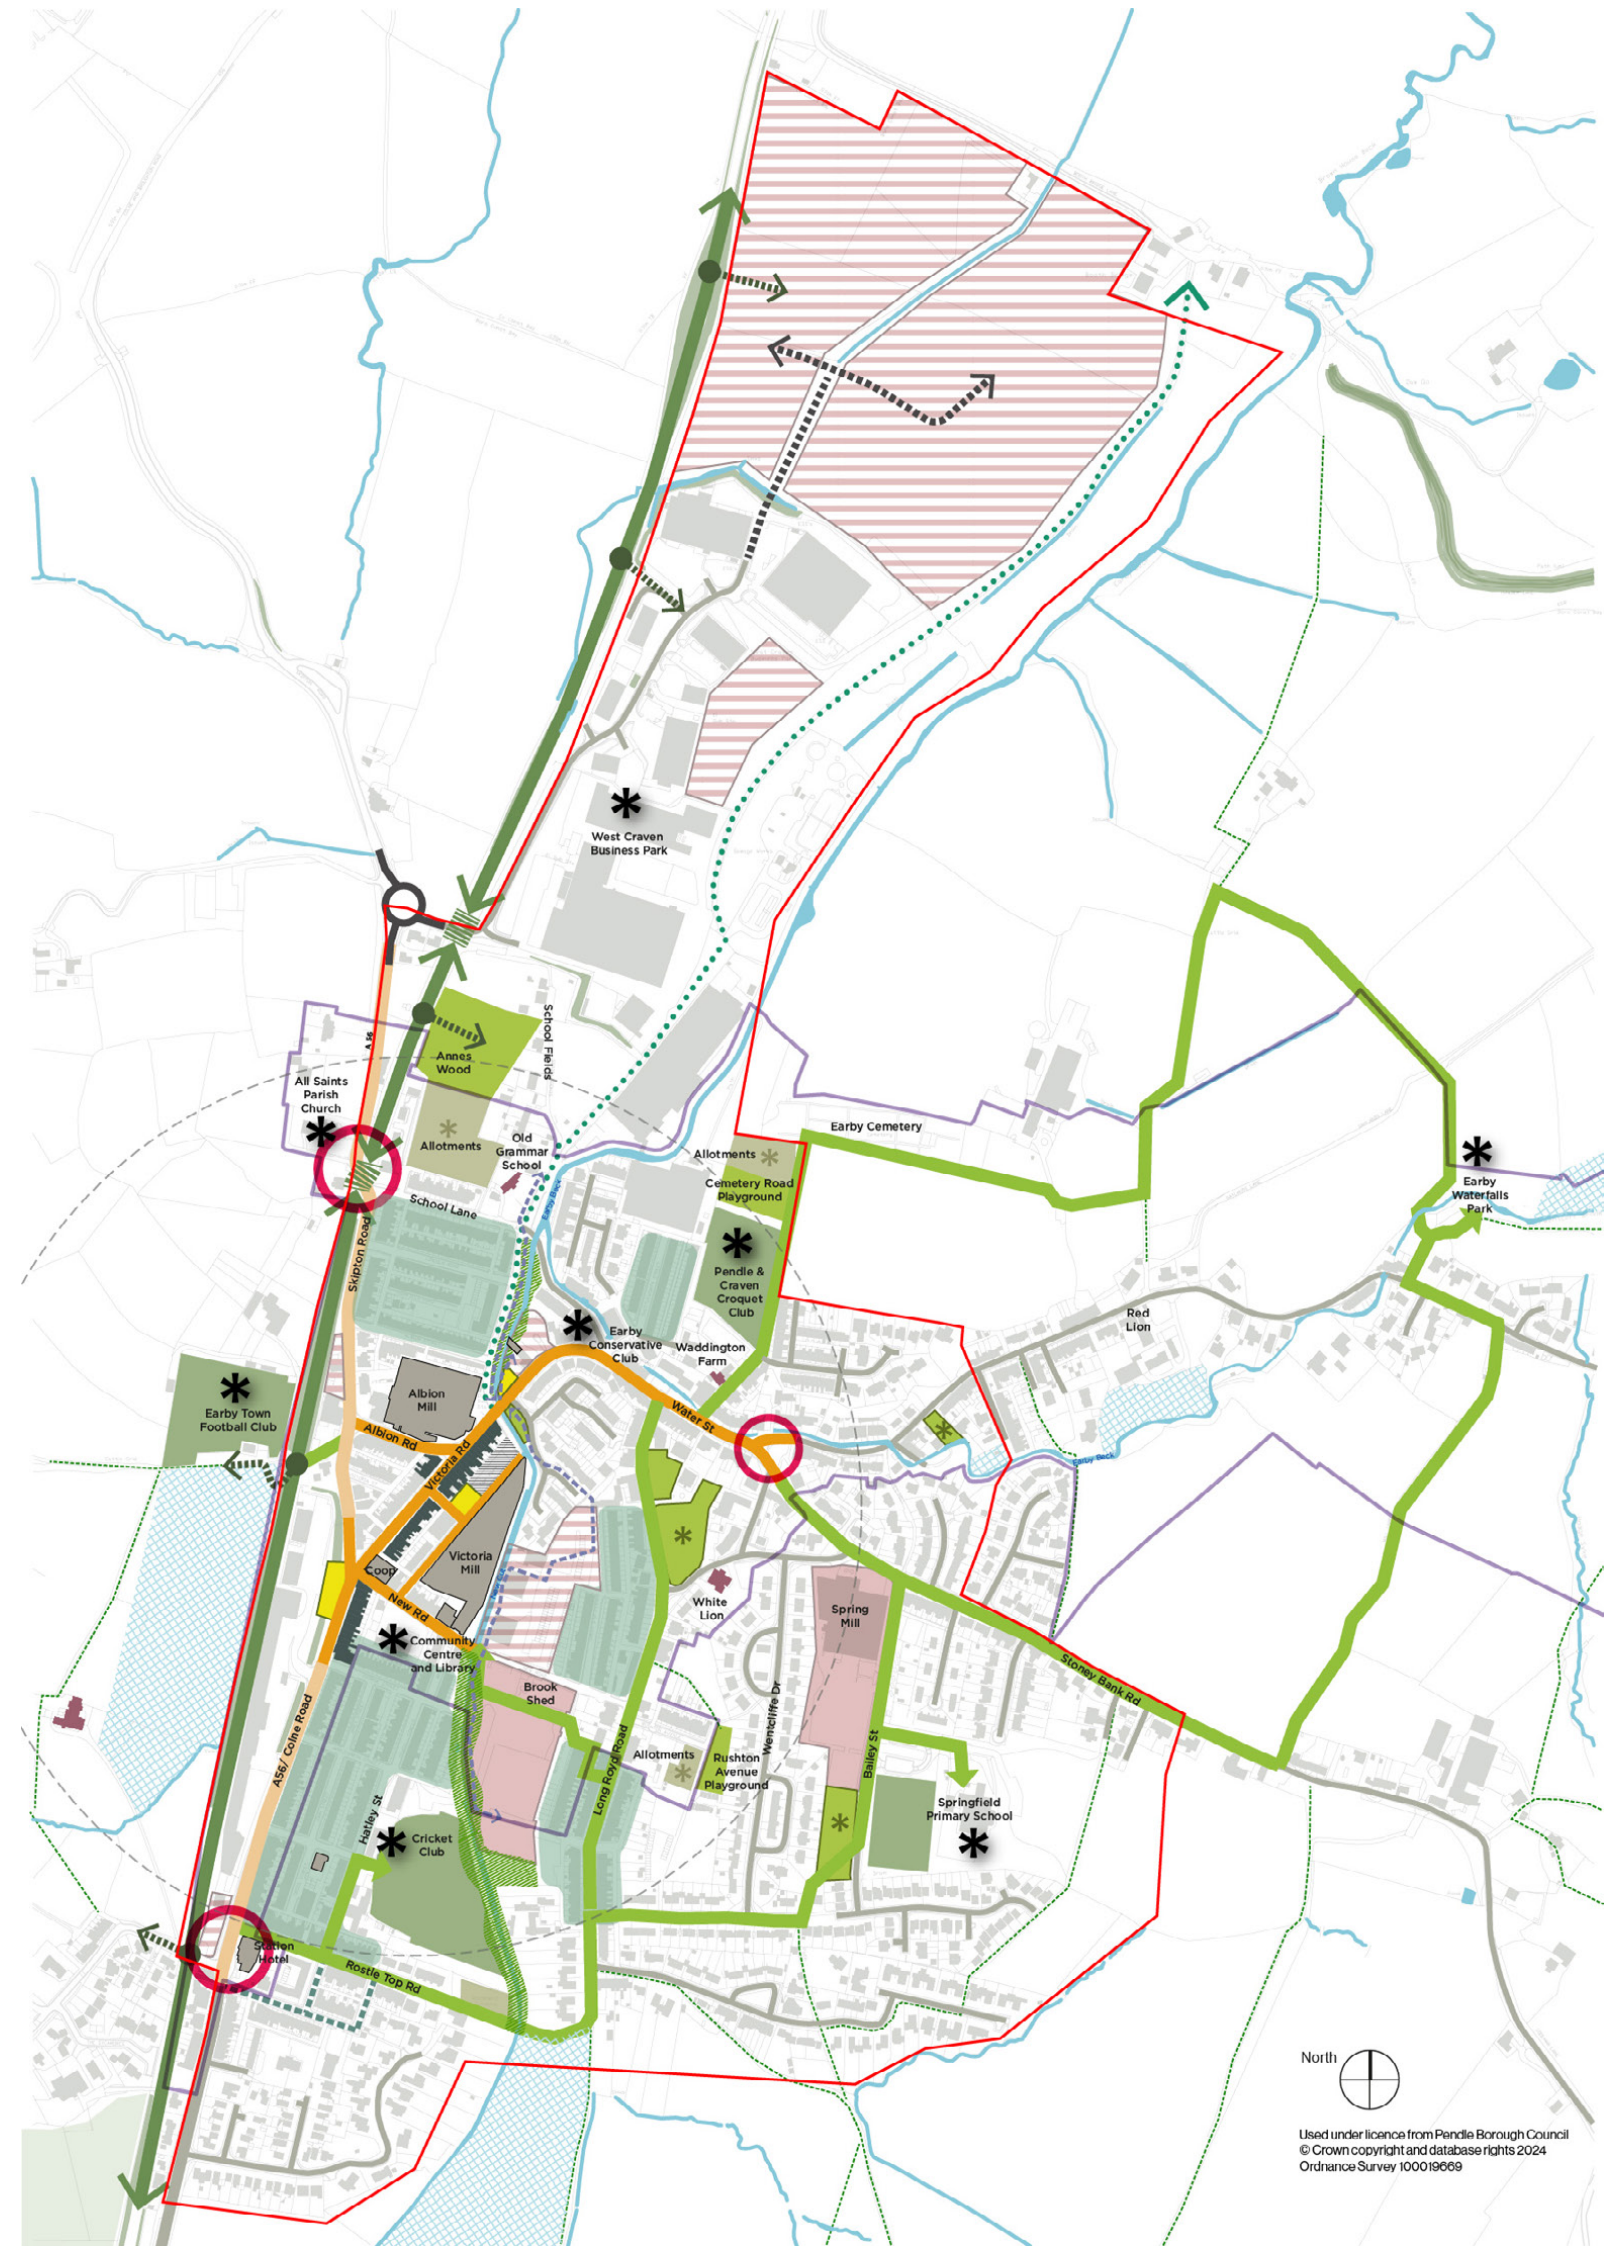 West Craven
Business Park
A 56
School Fields
Annes
Wood
All Saints
Parish
Church
Allotments
Old
Grammar
School
Earby Cemetery
Allotments
Cemetery Road
Playground
Earby Beck
School Lane
Skipton Road
Earby
Waterfalls
Park
Pendle &
Craven
Croquet
Club
Red
Lion
Earby
Conservative
Club
Waddington
Farm
Albion
Mill
Earby Town
Football Club
Water St
Albion Rd
Victoria Rd
Earby Beck
Victoria
Mill
Coop
New Rd
White
Lion
Spring
Mill
Community
Centre
and Library
Stoney Bank Rd
Brook
Shed
Wentcliffe Dr
A56/ Colne Road
Long Royd Road
Allotments
Rushton
Avenue
Playground
Bailey St
Springfield
Primary School
Hatley St
Cricket
Club
Station
Hotel
Rostle Top Rd
North
Used under licence from Pendle Borough Council
© Crown copyright and database rights 2024
Ordnance Survey 100019669